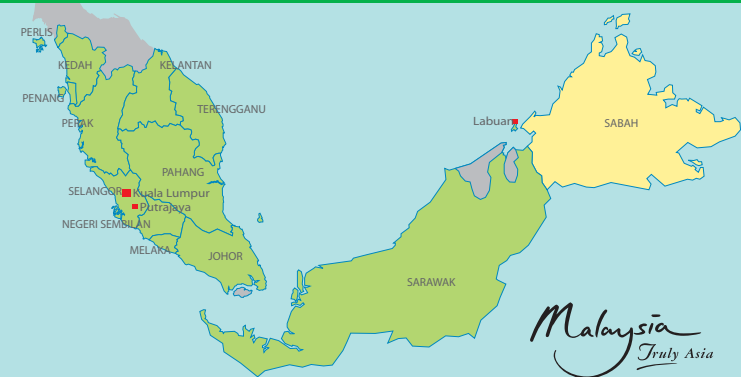 PERLIS
KEDAH
KELANTAN
PENANG
TERENGGANU
PERAK
Labuan
SABAH
PAHANG
SELANGOR
Kuala Lumpur
Putrajaya
NEGERI SEMBILAN
MELAKA
JOHOR
SARAWAK
Malaysia
Truly Asia